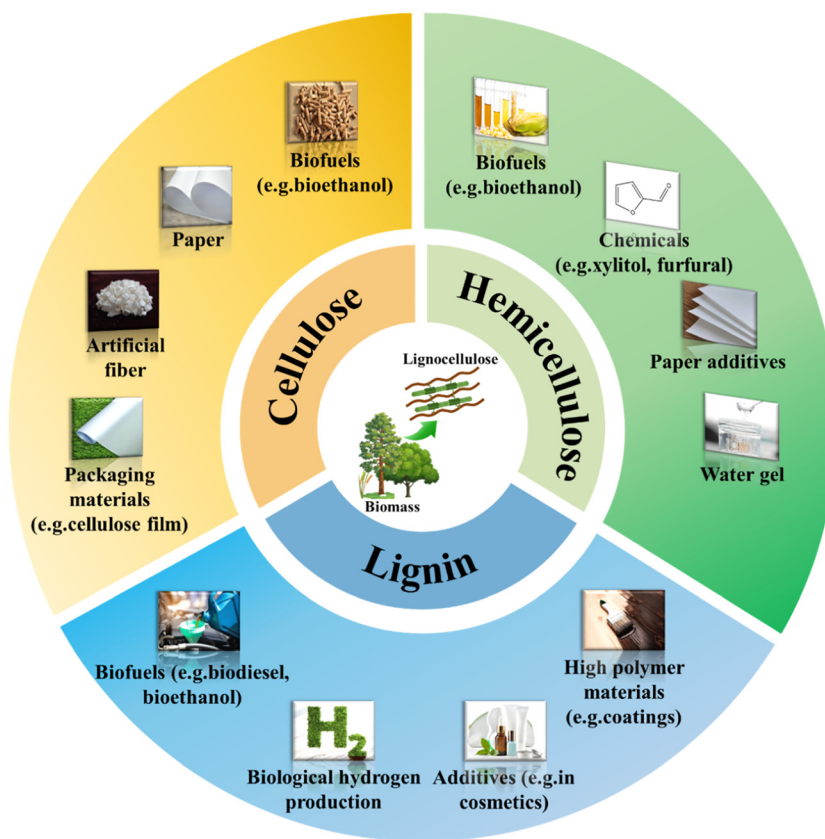 Biofuels
(e.g.bioethanol)
Paper
Artificial
fiber
Packaging
materials
(e.g.cellulose film)
Cellulose
Biofuels
(e.g.bioethanol)
O
O
Chemicals
(e.g.xylitol, furfural)
Paper additives
Water gel
Hemicellulose
Lignocellulose
Biomass
Lignin
Biofuels (e.g.biodiesel,
bioethanol)
H2
Biological hydrogen
production
Additives (e.g.in
cosmetics)
High polymer
materials
(e.g.coatings)